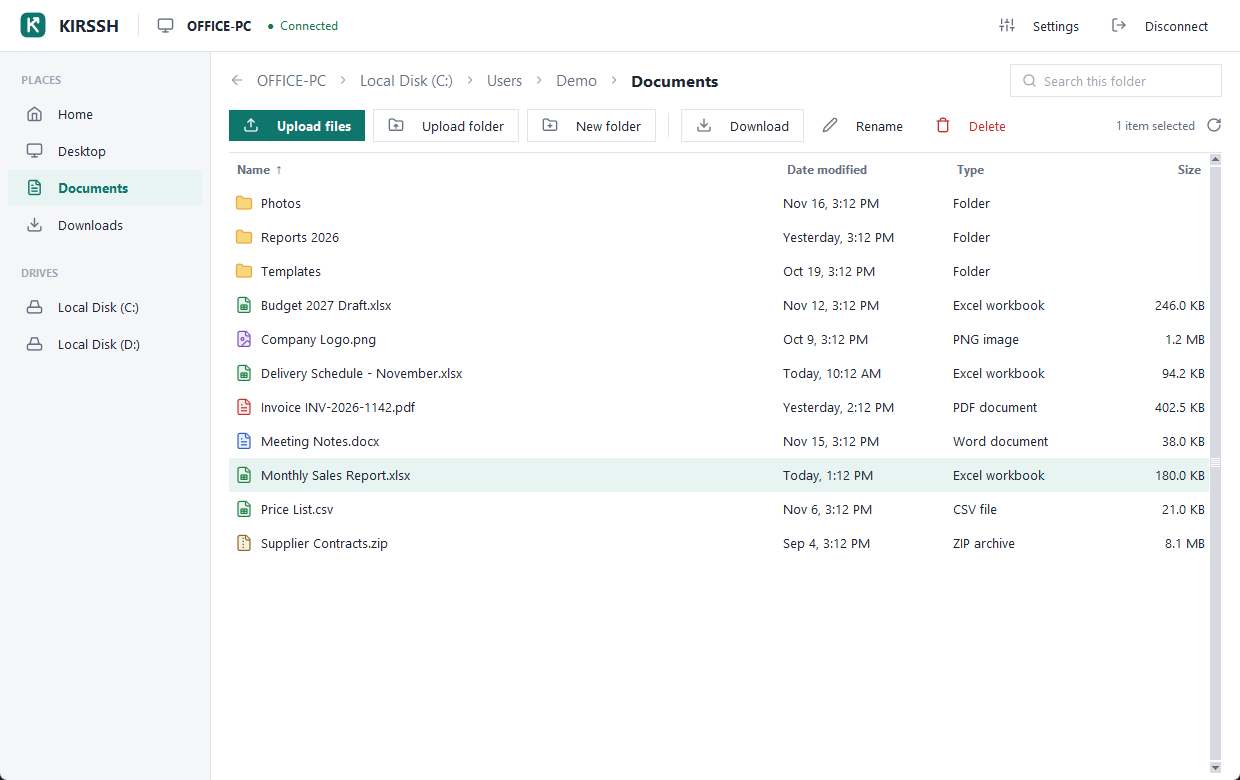 KIRSSH
OFFICE-PC
Connected
Settings
Disconnect
PLACES
Home
Desktop
Documents
Downloads
DRIVES
Local Disk (C:)
Local Disk (D:)
OFFICE-PC > Local Disk (C:) > Users > Demo > Documents
Search this folder
Upload files
Upload folder
New folder
Download
Rename
Delete
1 item selected
Name ↑ Date modified Type Size
Photos Nov 16, 3:12 PM Folder
Reports 2026 Yesterday, 3:12 PM Folder
Templates Oct 19, 3:12 PM Folder
Budget 2027 Draft.xlsx Nov 12, 3:12 PM Excel workbook 246.0 KB
Company Logo.png Oct 9, 3:12 PM PNG image 1.2 MB
Delivery Schedule - November.xlsx Today, 10:12 AM Excel workbook 94.2 KB
Invoice INV-2026-1142.pdf Yesterday, 2:12 PM PDF document 402.5 KB
Meeting Notes.docx Nov 15, 3:12 PM Word document 38.0 KB
Monthly Sales Report.xlsx Today, 1:12 PM Excel workbook 180.0 KB
Price List.csv Nov 6, 3:12 PM CSV file 21.0 KB
Supplier Contracts.zip Sep 4, 3:12 PM ZIP archive 8.1 MB